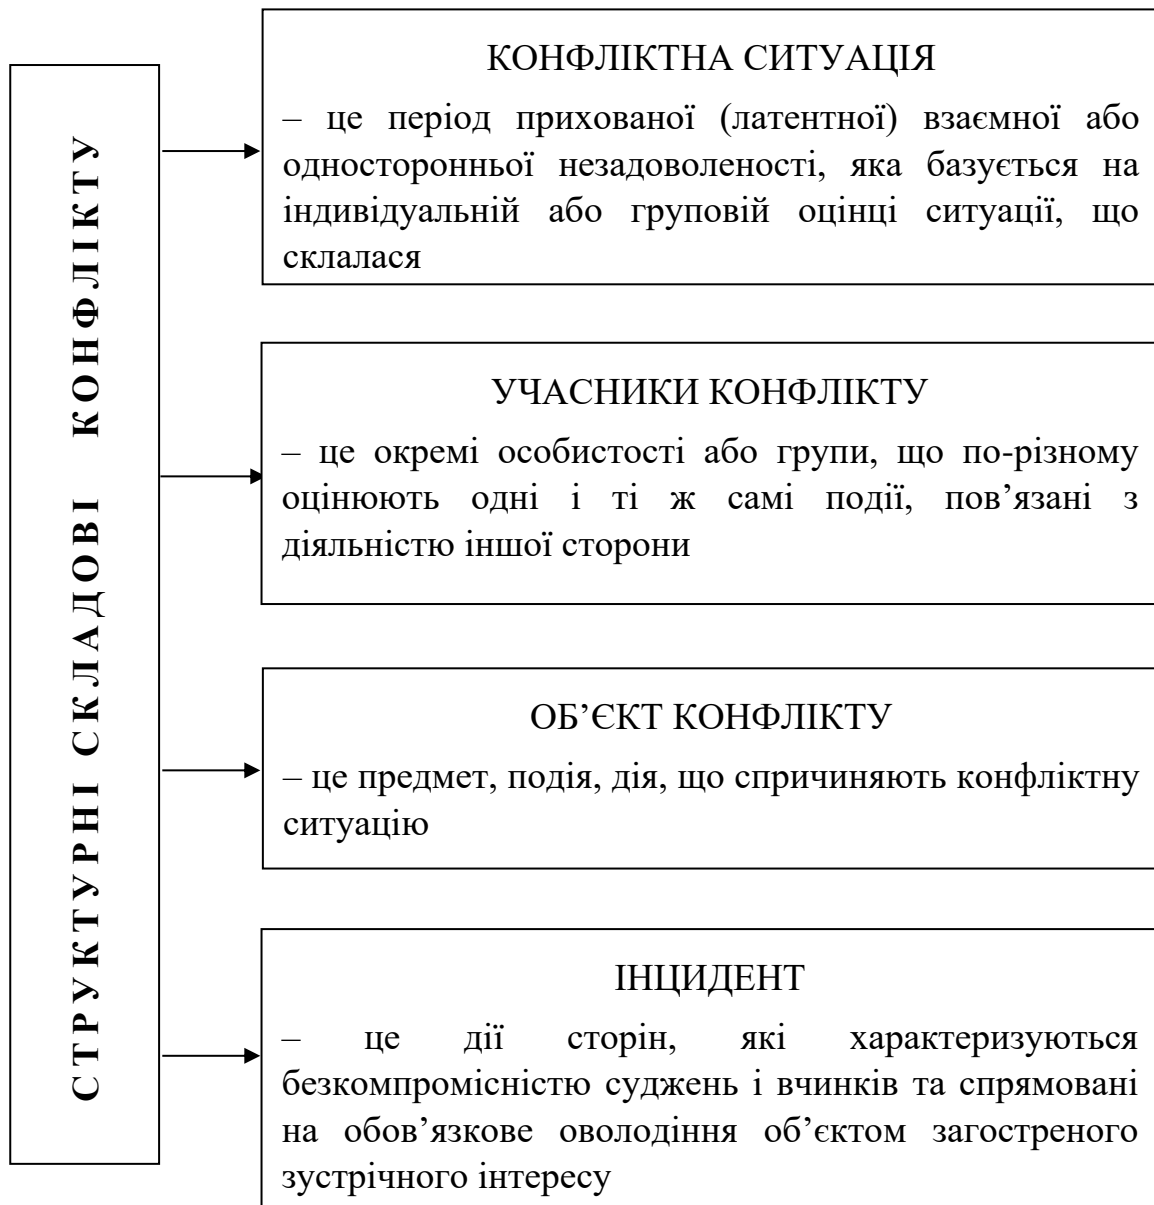 СТРУКТУРНІ СКЛАДОВІ КОНФЛІКТУ
КОНФЛІКТНА СИТУАЦІЯ
– це період прихованої (латентної) взаємної або
односторонньої незадоволеності, яка базується на
індивідуальній або груповій оцінці ситуації, що
склалася
УЧАСНИКИ КОНФЛІКТУ
– це окремі особистості або групи, що по-різному
оцінюють одні і ті ж самі події, пов’язані з
діяльністю іншої сторони
ОБ’ЄКТ КОНФЛІКТУ
– це предмет, подія, дія, що спричиняють конфліктну
ситуацію
ІНЦИДЕНТ
– це дії сторін, які характеризуються
безкомпромісністю суджень і вчинків та спрямовані
на обов’язкове оволодіння об’єктом загостреного
зустрічного інтересу